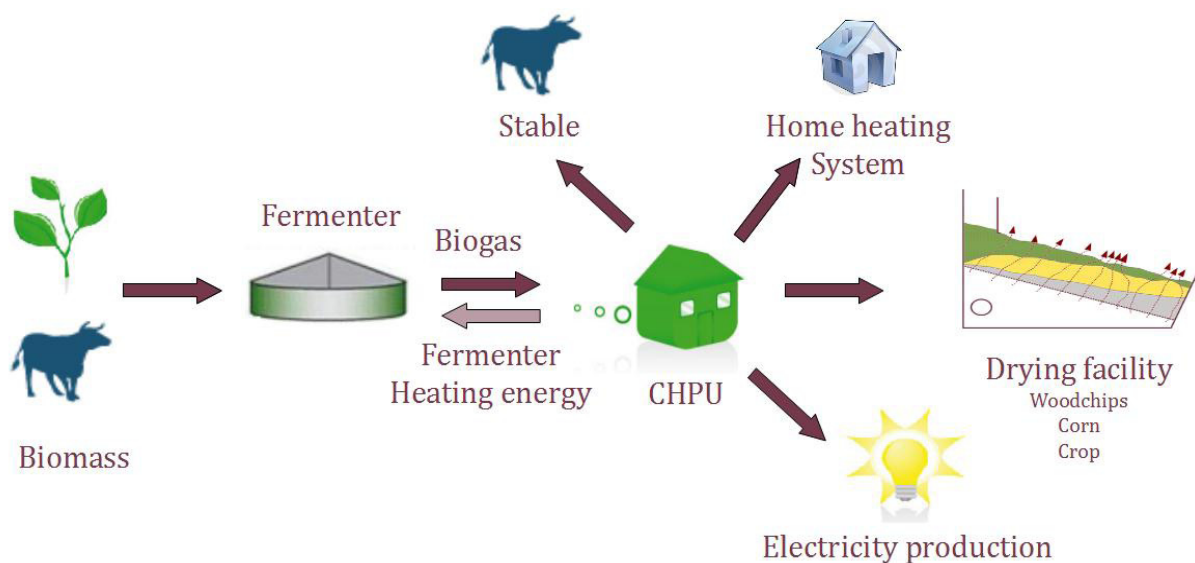 Stable
Home heating
System
Fermenter
Biogas
Fermenter
Heating energy
CHPU
Biomass
Drying facility
Woodchips
Corn
Crop
Electricity production